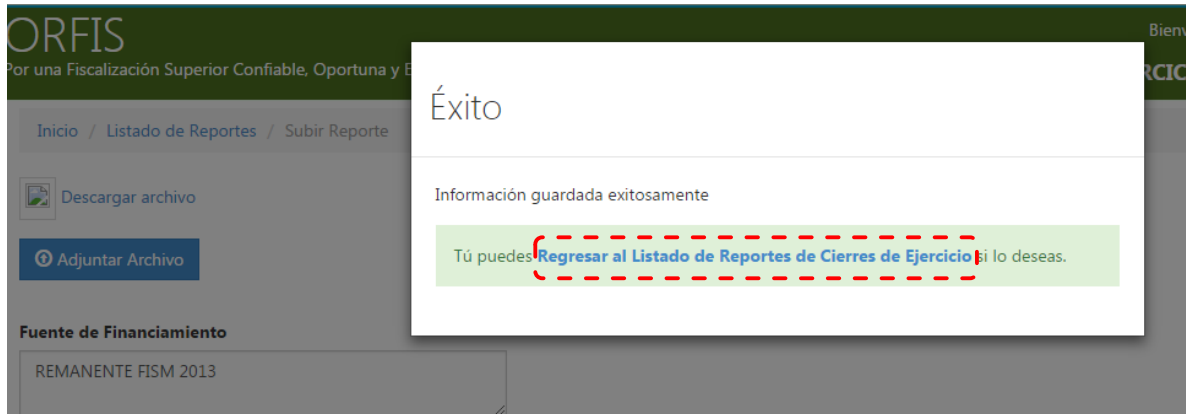 ORFIS
Por una Fiscalización Superior Confiable, Oportuna y
Inicio / Listado de Reportes / Subir Reporte
Descargar archivo
Adjuntar Archivo
Fuente de Financiamiento
REMANENTE FISM 2013
Éxito
Información guardada exitosamente
Tú puedes Regresar al Listado de Reportes de Cierres de Ejercicio si lo deseas.